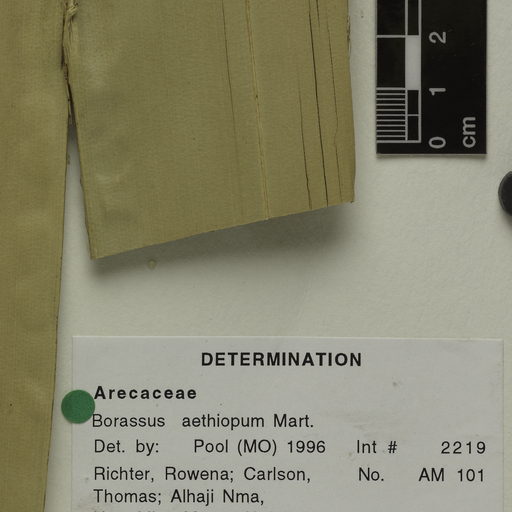 2
1
0
cm
DETERMINATION
Arecaceae
Borassus aethiopum Mart.
Det. by: Pool (MO) 1996 Int # 2219
Richter, Rowena; Carlson, No. AM 101
Thomas; Alhaji Nma,